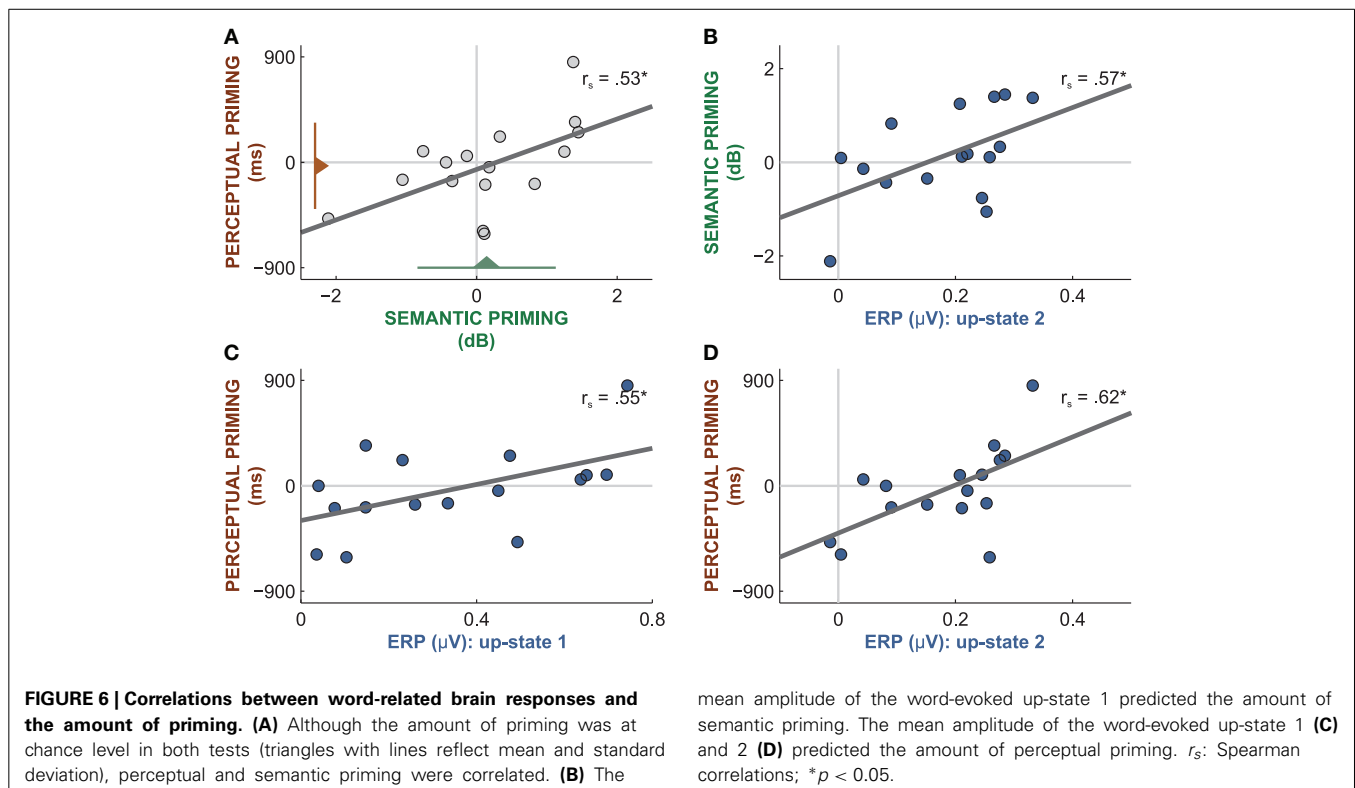 A
900
0
−900
PERCEPTUAL PRIMING
(ms)
r_s = .53*
−2
0
2
SEMANTIC PRIMING
(dB)
B
2
0
−2
SEMANTIC PRIMING
(dB)
r_s = .57*
0
0.2
0.4
ERP (μV): up-state 2
C
900
0
−900
PERCEPTUAL PRIMING
(ms)
r_s = .55*
0
0.4
0.8
ERP (μV): up-state 1
D
900
0
−900
PERCEPTUAL PRIMING
(ms)
r_s = .62*
0
0.2
0.4
ERP (μV): up-state 2
FIGURE 6 | Correlations between word-related brain responses and
the amount of priming. (A) Although the amount of priming was at
chance level in both tests (triangles with lines reflect mean and standard
deviation), perceptual and semantic priming were correlated. (B) The
mean amplitude of the word-evoked up-state 1 predicted the amount of
semantic priming. The mean amplitude of the word-evoked up-state 1 (C)
and 2 (D) predicted the amount of perceptual priming. r_s: Spearman
correlations; *p < 0.05.